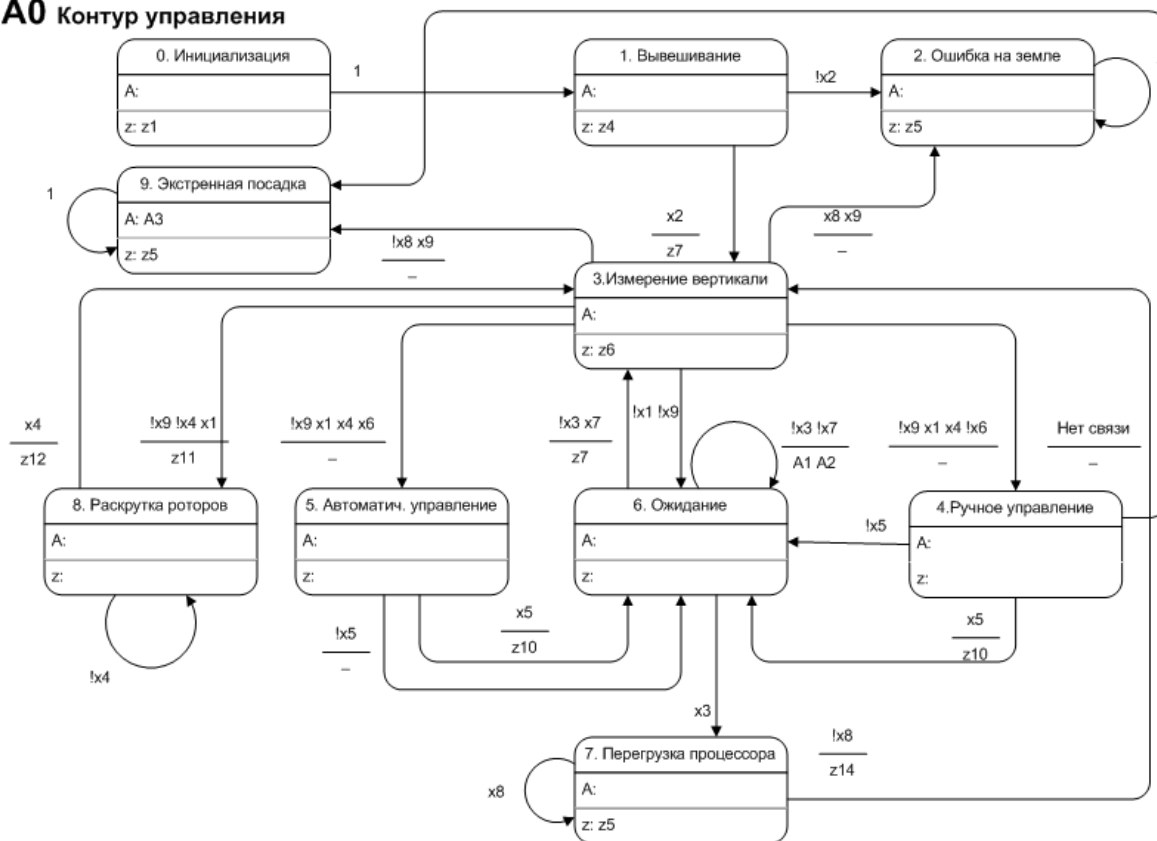 A0 Контур управления
0. Инициализация
A:
z: z1
1
1. Вывешивание
A:
z: z4
!x2
2. Ошибка на земле
A:
z: z5
9. Экстренная посадка
A: A3
z: z5
1
!x8 x9
–
x2
z7
x8 x9
–
3.Измерение вертикали
A:
z: z6
x4
z12
!x9 !x4 x1
z11
!x9 x1 x4 x6
–
!x3 x7
z7
!x1 !x9
!x3 !x7
A1 A2
!x9 x1 x4 !x6
–
Нет связи
–
8. Раскрутка роторов
A:
z:
!x4
5. Автоматич. управление
A:
z:
6. Ожидание
A:
z:
!x5
4.Ручное управление
A:
z:
!x5
–
x5
z10
x5
z10
x3
7. Перегрузка процессора
A:
z: z5
x8
!x8
z14